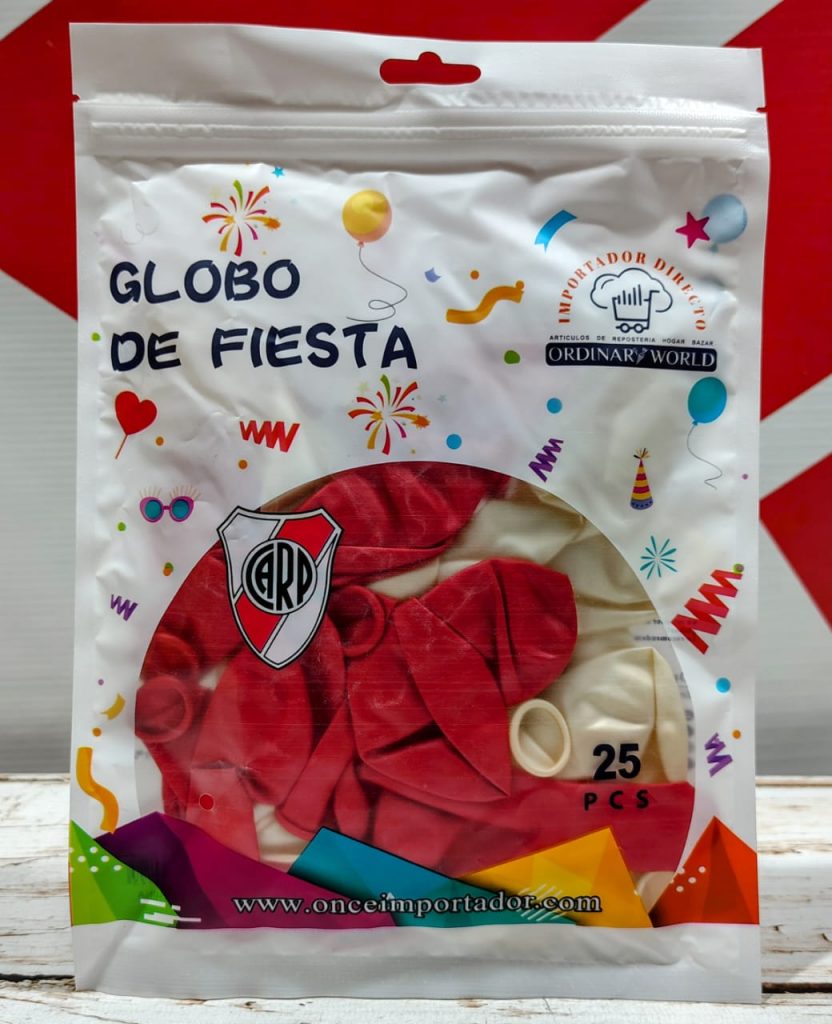 GLOBO
DE FIESTA
IMPORTADOR DIRECTO
ARTICULOS DE REPOSTERIA HOGAR BAZAR
ORDINARY WORLD
CARP
25
PCS
www.onceimportador.com